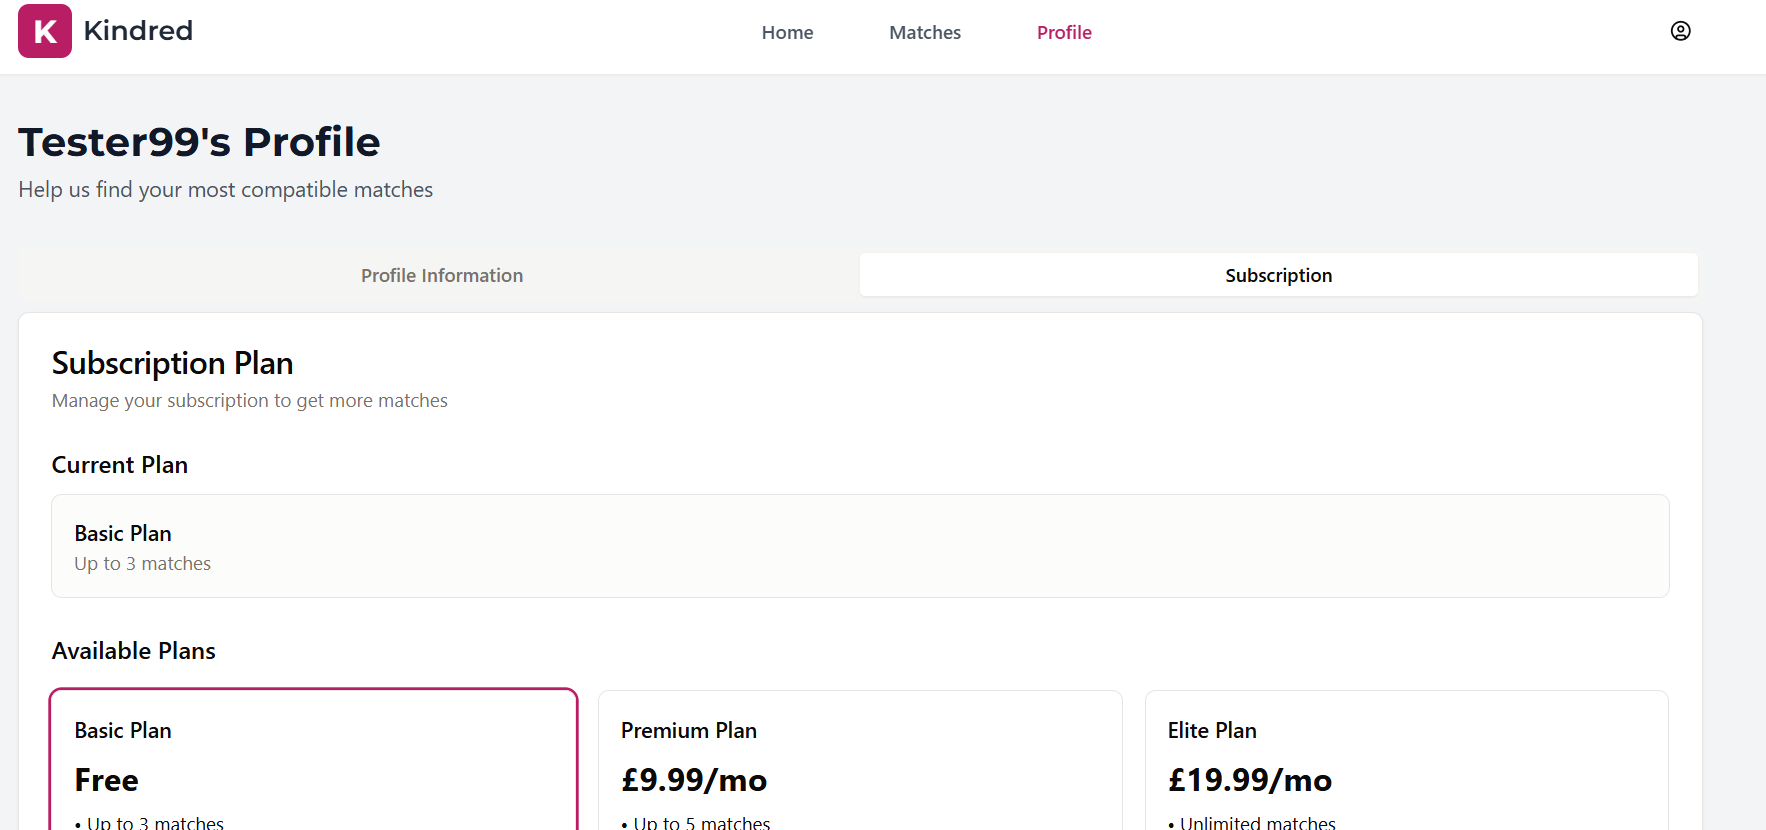 K Kindred
Home Matches Profile
Tester99's Profile
Help us find your most compatible matches
Profile Information Subscription
Subscription Plan
Manage your subscription to get more matches
Current Plan
Basic Plan
Up to 3 matches
Available Plans
Basic Plan
Free
• Up to 3 matches
Premium Plan
£9.99/mo
• Up to 5 matches
Elite Plan
£19.99/mo
• Unlimited matches